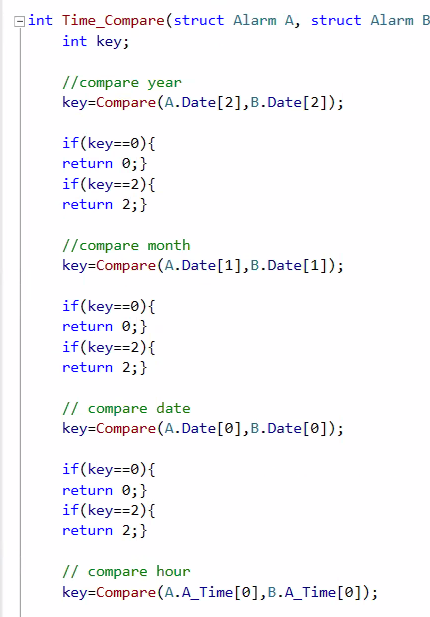 int Time_Compare(struct Alarm A, struct Alarm B
int key;
//compare year
key=Compare(A.Date[2],B.Date[2]);
if(key==0){
return 0;}
if(key==2){
return 2;}
//compare month
key=Compare(A.Date[1],B.Date[1]);
if(key==0){
return 0;}
if(key==2){
return 2;}
// compare date
key=Compare(A.Date[0],B.Date[0]);
if(key==0){
return 0;}
if(key==2){
return 2;}
// compare hour
key=Compare(A.A_Time[0],B.A_Time[0]);